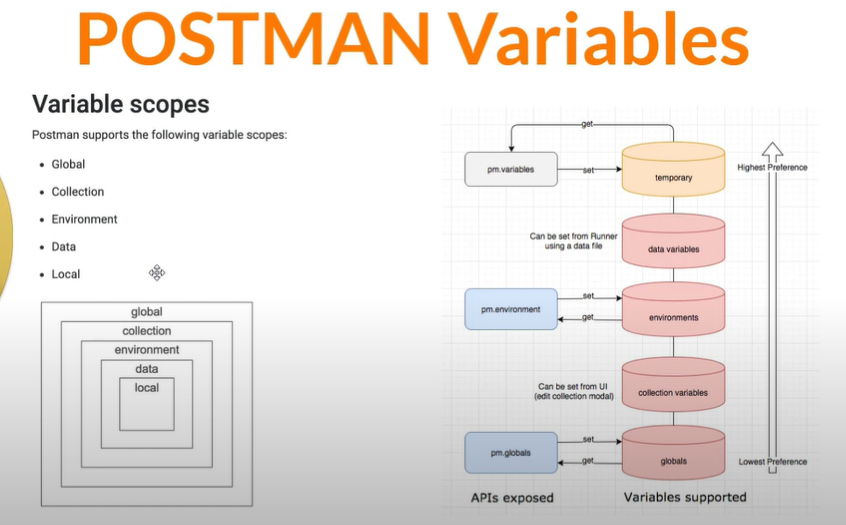 POSTMAN Variables
Variable scopes
Postman supports the following variable scopes:
Global
Collection
Environment
Data
Local
global
collection
environment
data
local
get
pm.variables
set
temporary
Highest Preference
Can be set from Runner
using a data file
data variables
set
pm.environment
get
environments
Can be set from UI
(edit collection modal)
collection variables
set
pm.globals
get
globals
Lowest Preference
APIs exposed
Variables supported